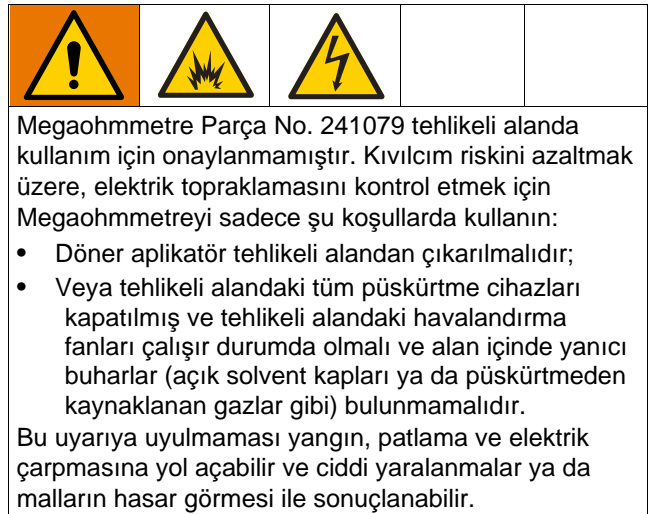 Megaohmmetre Parça No. 241079 tehlikeli alanda
kullanım için onaylanmamıştır. Kıvılcım riskini azaltmak
üzere, elektrik topraklamasını kontrol etmek için
Megaohmmetreyi sadece şu koşullarda kullanın:
• Döner aplikatör tehlikeli alandan çıkarılmalıdır;
• Veya tehlikeli alandaki tüm püskürtme cihazları
kapatılmış ve tehlikeli alandaki havalandırma
fanları çalışır durumda olmalı ve alan içinde yanıcı
buharlar (açık solvent kapları ya da püskürtmeden
kaynaklanan gazlar gibi) bulunmamalıdır.
Bu uyarıya uyulmaması yangın, patlama ve elektrik
çarpmasına yol açabilir ve ciddi yaralanmalar ya da
malların hasar görmesi ile sonuçlanabilir.